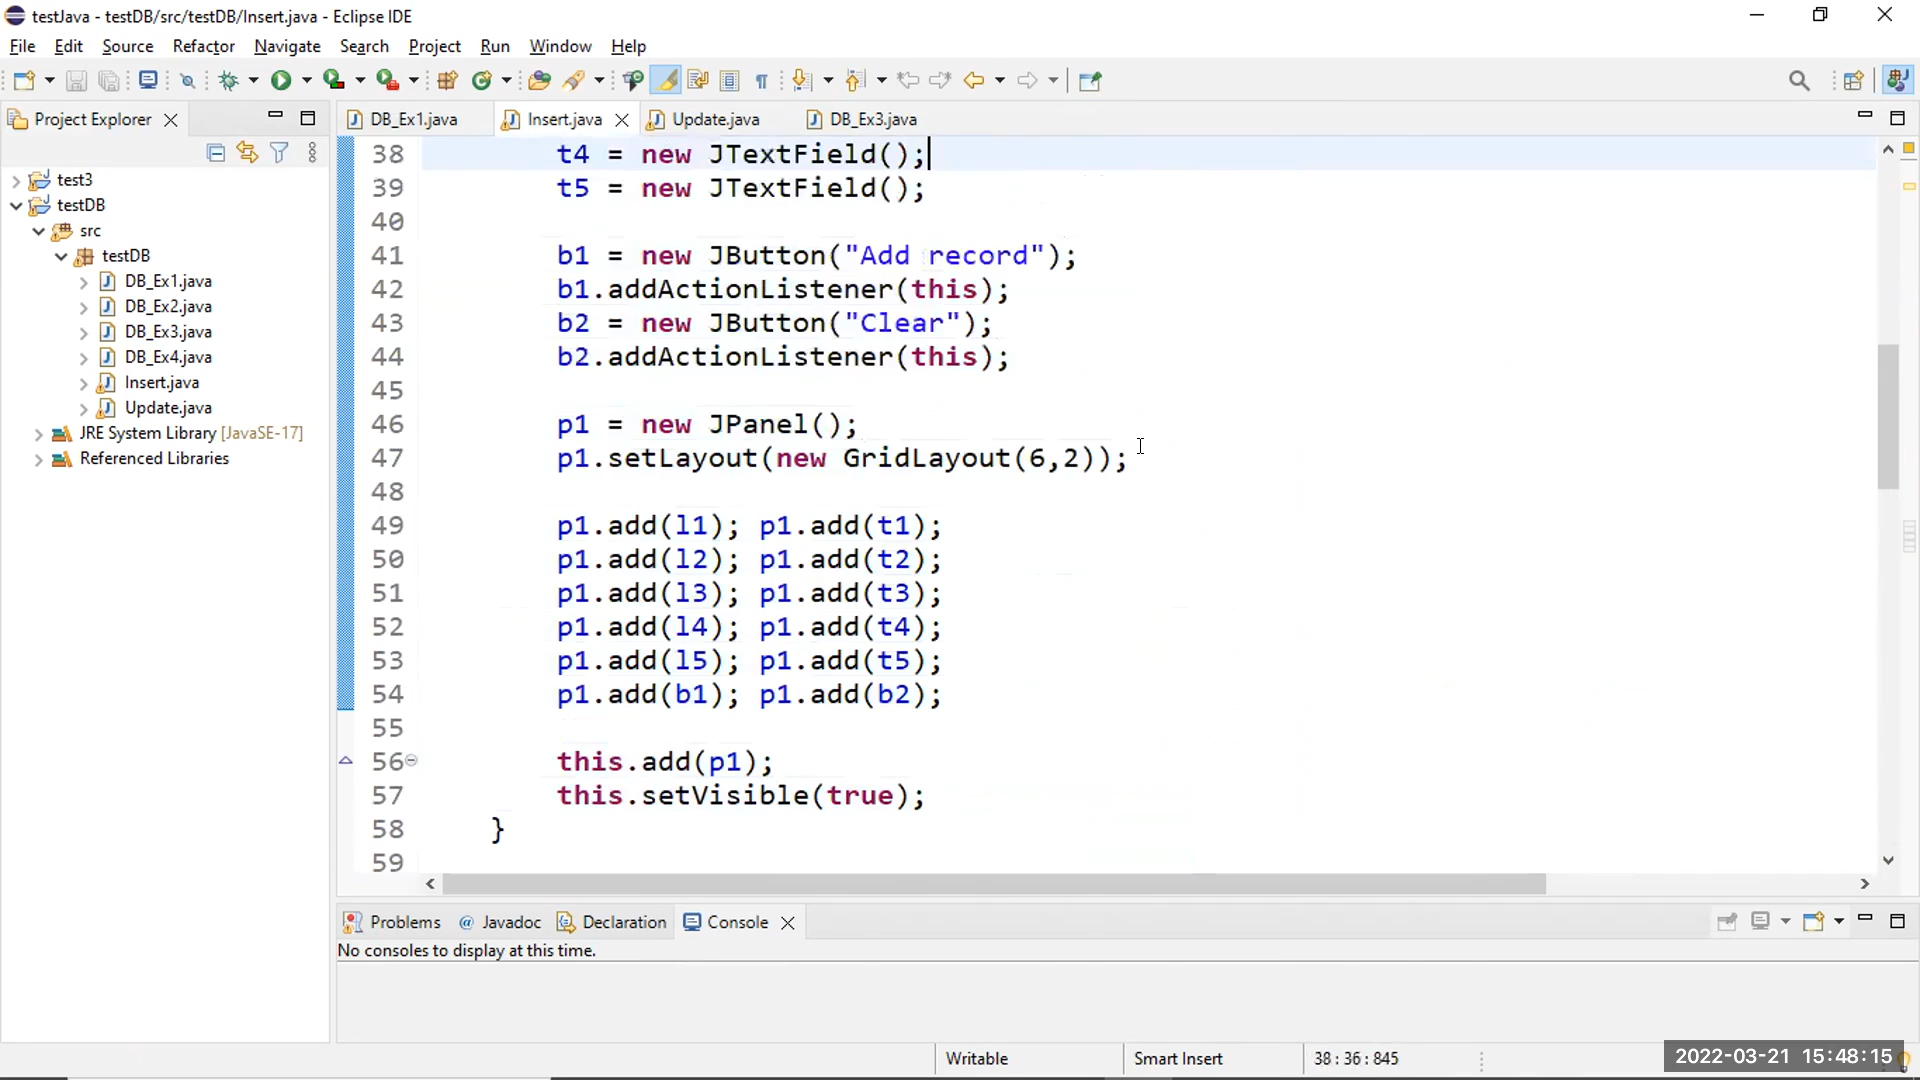 testJava - testDB/src/testDB/Insert.java - Eclipse IDE
File Edit Source Refactor Navigate Search Project Run Window Help
Project Explorer
DB_Ex1.java Insert.java Update.java DB_Ex3.java
test3
testDB
src
testDB
DB_Ex1.java
DB_Ex2.java
DB_Ex3.java
DB_Ex4.java
Insert.java
Update.java
JRE System Library [JavaSE-17]
Referenced Libraries
38 t4 = new JTextField();
39 t5 = new JTextField();
40
41 b1 = new JButton("Add record");
42 b1.addActionListener(this);
43 b2 = new JButton("Clear");
44 b2.addActionListener(this);
45
46 p1 = new JPanel();
47 p1.setLayout(new GridLayout(6,2));
48
49 p1.add(l1); p1.add(t1);
50 p1.add(l2); p1.add(t2);
51 p1.add(l3); p1.add(t3);
52 p1.add(l4); p1.add(t4);
53 p1.add(l5); p1.add(t5);
54 p1.add(b1); p1.add(b2);
55
56 this.add(p1);
57 this.setVisible(true);
58 }
59
Problems @ Javadoc Declaration Console
No consoles to display at this time.
Writable Smart Insert 38 : 36 : 845
2022-03-21 15:48:15